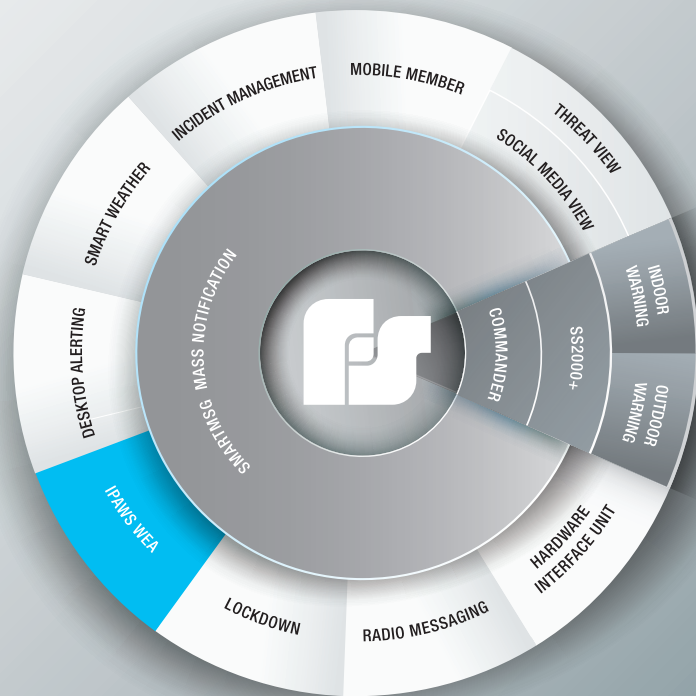 MOBILE MEMBER
THREAT VIEW
SOCIAL MEDIA VIEW
INDOOR
WARNING
OUTDOOR
WARNING
HARDWARE
INTERFACE UNIT
RADIO MESSAGING
LOCKDOWN
IPAWS WEA
DESKTOP ALERTING
SMART WEATHER
INCIDENT MANAGEMENT
SMARTMSG MASS NOTIFICATION
COMMANDER
SS2000+
FS